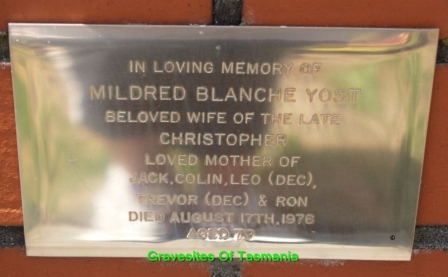 IN LOVING MEMORY OF
MILDRED BLANCHE YOST
BELOVED WIFE OF THE LATE
CHRISTOPHER
LOVED MOTHER OF
JACK, COLIN, LEO (DEC),
TREVOR (DEC) & RON
DIED AUGUST 17TH, 1976
AGED
Gravesites Of Tasmania